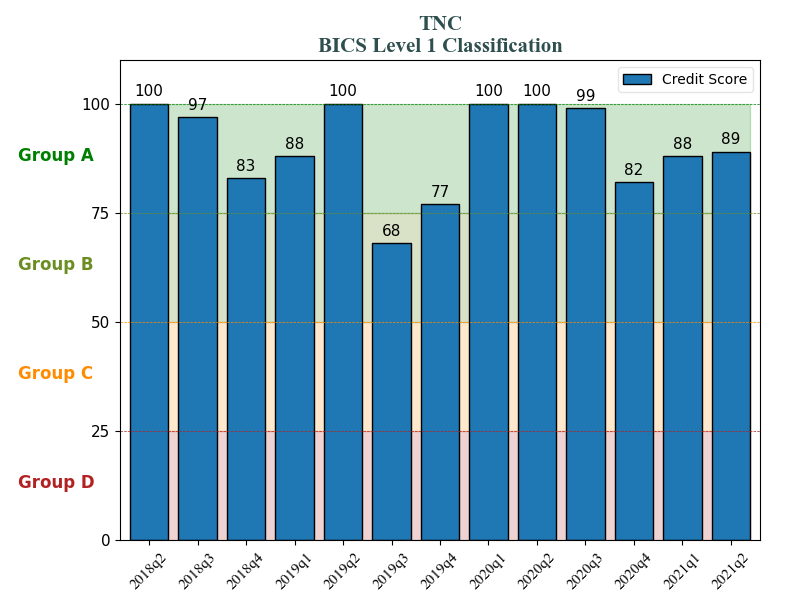 TNC
BICS Level 1 Classification
Credit Score
100 97 83 88 100 68 77 100 100 99 82 88 89
100
Group A
75
Group B
50
Group C
25
Group D
0
2018q2 2018q3 2018q4 2019q1 2019q2 2019q3 2019q4 2020q1 2020q2 2020q3 2020q4 2021q1 2021q2